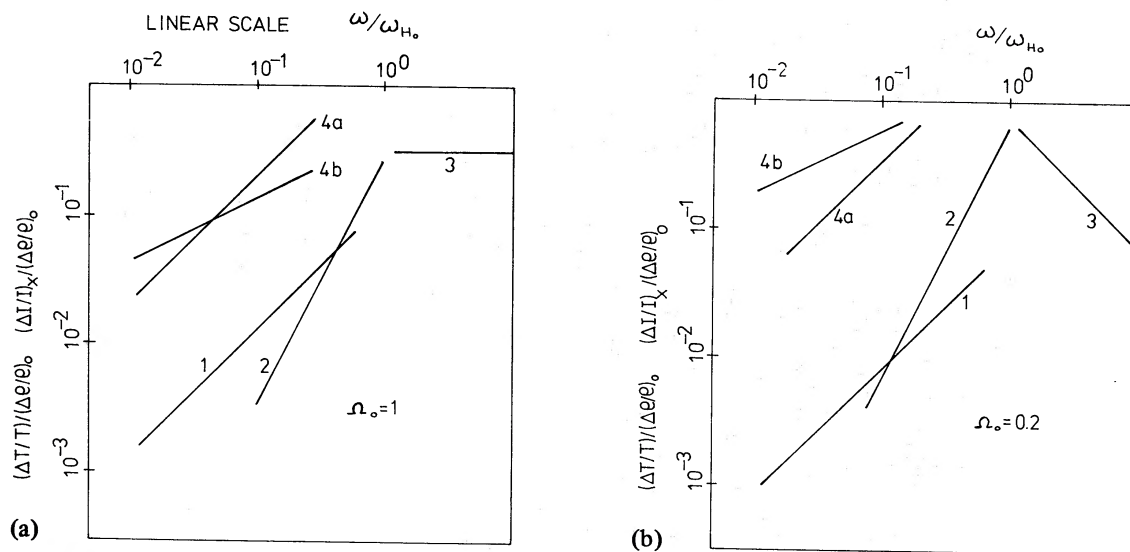 LINEAR SCALE ω/ω_H₀
10⁻² 10⁻¹ 10⁰
4a
4b
3
1
2
Ω₀=1
10⁻¹
10⁻²
10⁻³
(ΔT/T)/(Δϱ/ϱ)₀ (ΔI/I)ₓ/(Δϱ/ϱ)₀
(a)
ω/ω_H₀
10⁻² 10⁻¹ 10⁰
4b
4a
2
3
1
Ω₀=0.2
10⁻¹
10⁻²
10⁻³
(ΔT/T)/(Δϱ/ϱ)₀ (ΔI/I)ₓ/(Δϱ/ϱ)₀
(b)